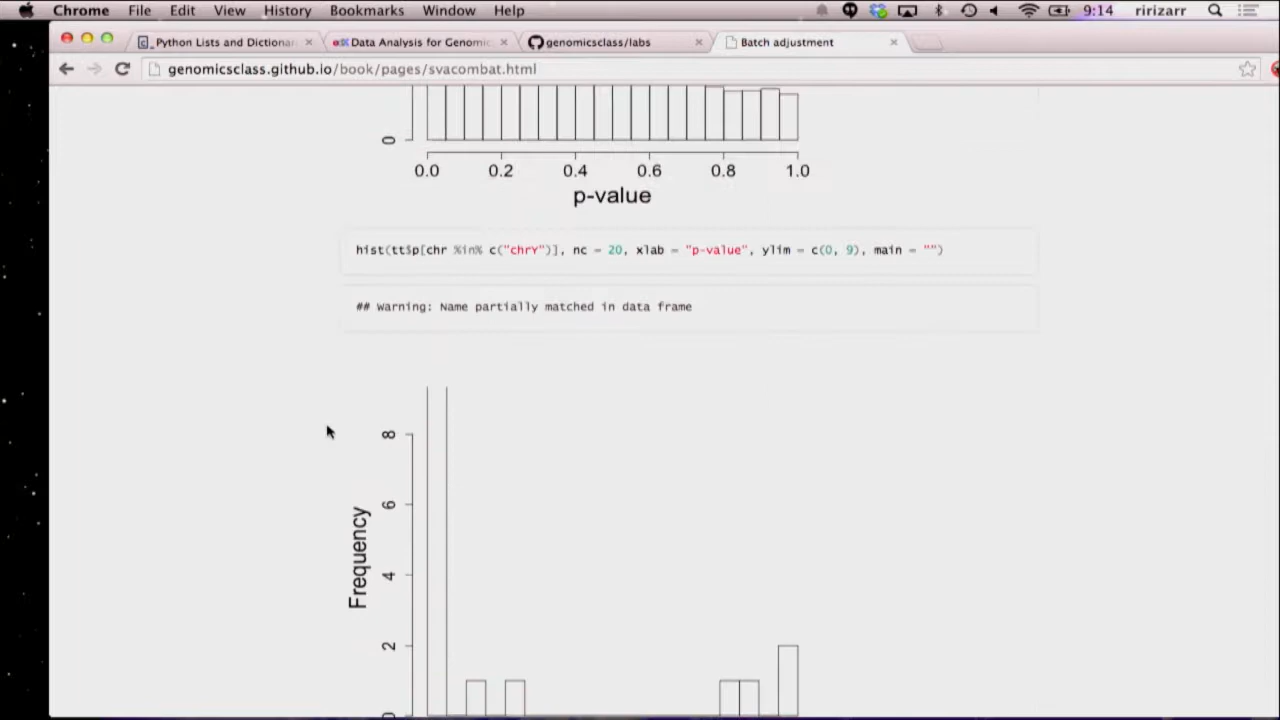 Chrome File Edit View History Bookmarks Window Help 9:14 ririzarr
Python Lists and Dictionar Data Analysis for Genomic genomicsclass/labs Batch adjustment
genomicsclass.github.io/book/pages/svacombat.html
0
0.0 0.2 0.4 0.6 0.8 1.0
p-value
hist(tt$p[chr %in% c("chrY")], nc = 20, xlab = "p-value", ylim = c(0, 9), main = "")
## Warning: Name partially matched in data frame
8
6
Frequency
4
2
0